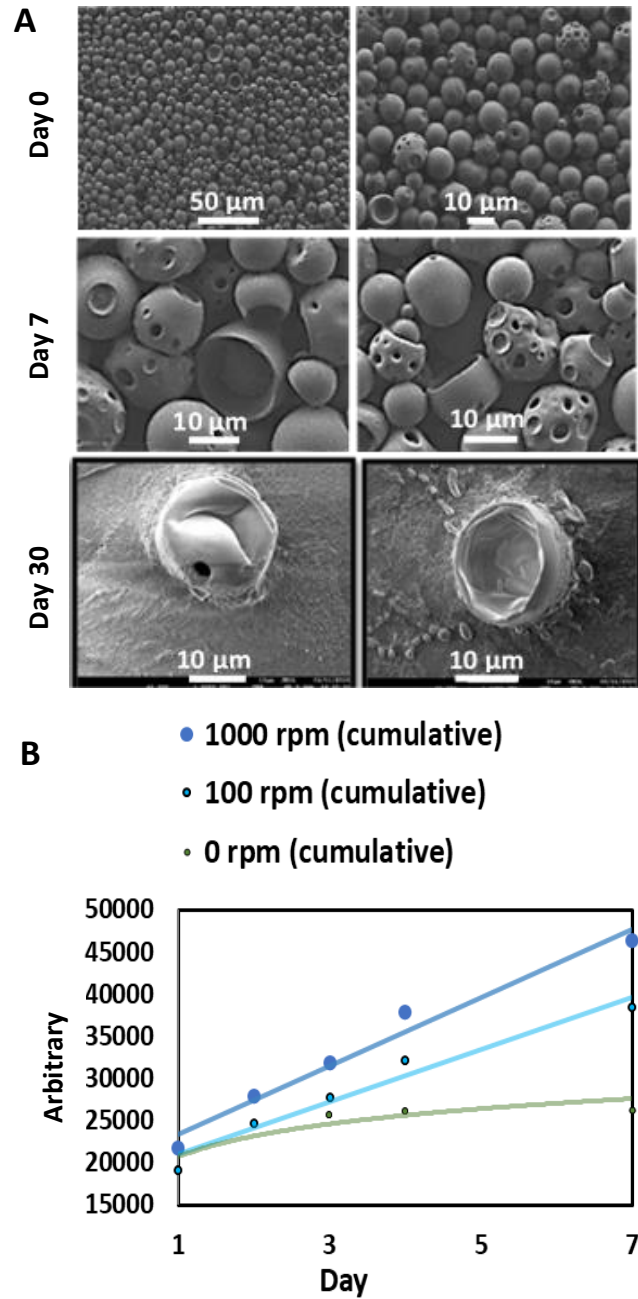 A
Day 0
50 µm
10 µm
Day 7
10 µm
10 µm
Day 30
10 µm
10 µm
B
1000 rpm (cumulative)
100 rpm (cumulative)
0 rpm (cumulative)
50000
45000
40000
35000
30000
25000
20000
15000
Arbitrary
1
3
5
7
Day